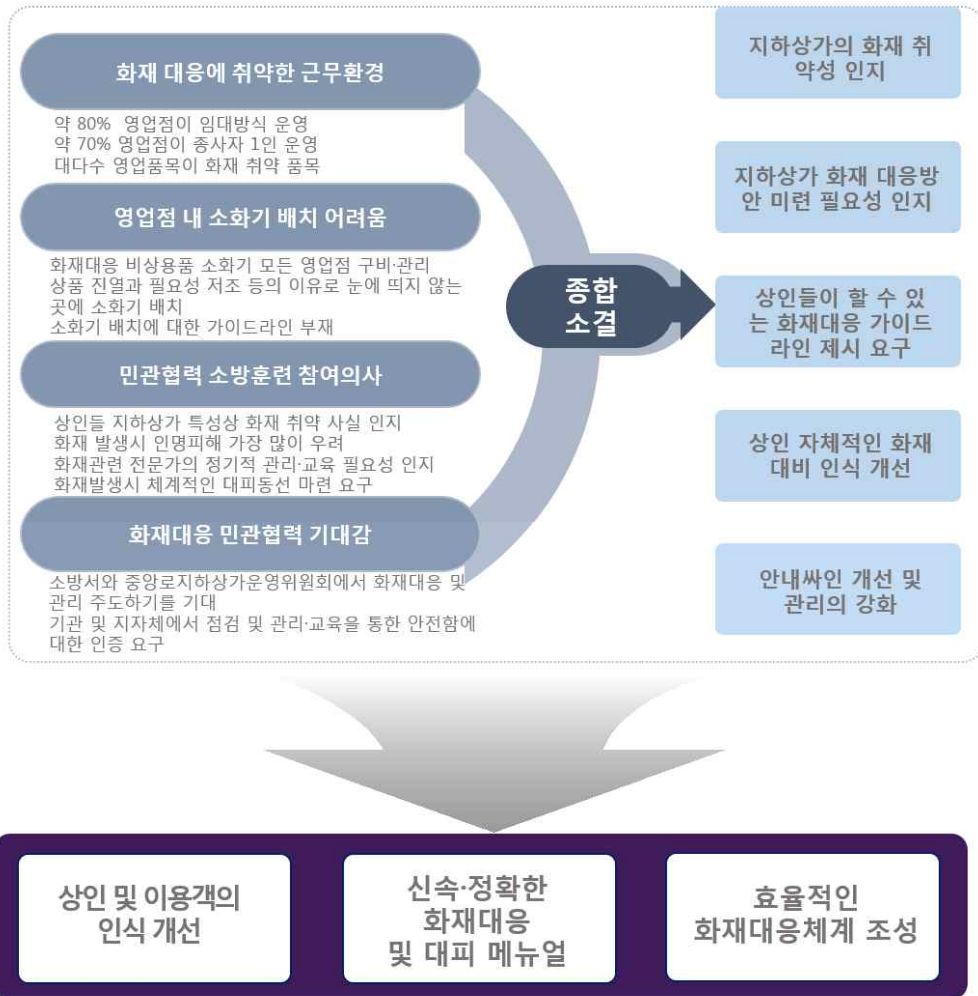 화재 대응에 취약한 근무환경
약 80%  영업점이 임대방식 운영
약 70% 영업점이 종사자 1인 운영
대다수 영업품목이 화재 취약 품목
영업점 내 소화기 배치 어려움
화재대응 비상용품 소화기 모든 영업점 구비·관리
상품 진열과 필요성 저조 등의 이유로 눈에 띄지 않는
곳에 소화기 배치
소화기 배치에 대한 가이드라인 부재
민관협력 소방훈련 참여의사
상인들 지하상가 특성상 화재 취약 사실 인지
화재 발생시 인명피해 가장 많이 우려
화재관련 전문가의 정기적 관리·교육 필요성 인지
화재발생시 체계적인 대피동선 마련 요구
화재대응 민관협력 기대감
소방서와 중앙로지하상가운영위원회에서 화재대응 및
관리 주도하기를 기대
기관 및 지자체에서 점검 및 관리·교육을 통한 안전함에
대한 인증 요구
종합
소결
지하상가의 화재 취
약성 인지
지하상가 화재 대응방
안 미련 필요성 인지
상인들이 할 수 있
는 화재대응 가이드
라인 제시 요구
상인 자체적인 화재
대비 인식 개선
안내싸인 개선 및
관리의 강화
상인 및 이용객의
인식 개선
신속·정확한
화재대응
및 대피 메뉴얼
효율적인
화재대응체계 조성